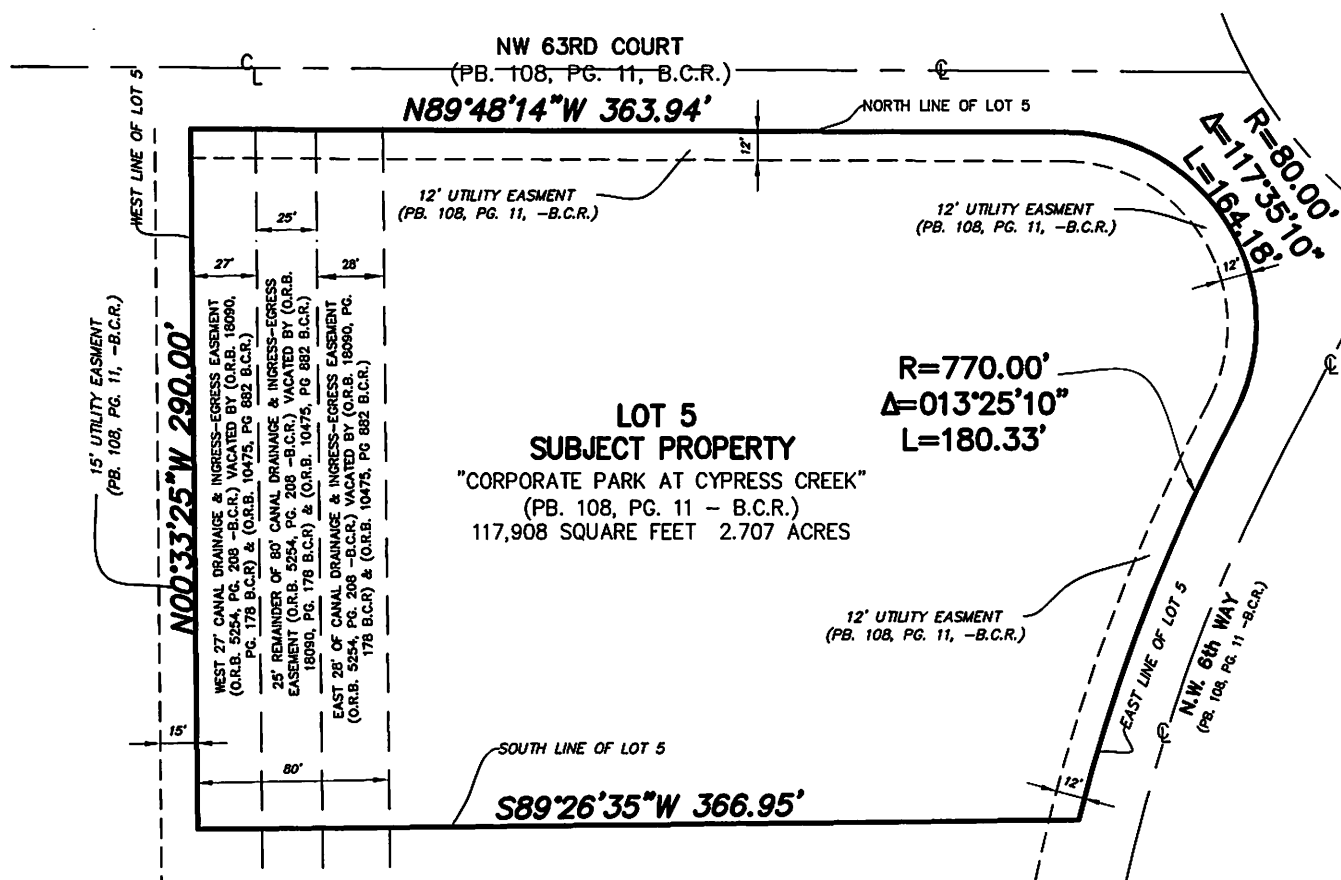 NW 63RD COURT
(PB. 108, PG. 11, B.C.R.)
N89°48'14"W 363.94'
NORTH LINE OF LOT 5
WEST LINE OF LOT 5
12'
12' UTILITY EASMENT
(PB. 108, PG. 11, -B.C.R.)
12' UTILITY EASMENT
(PB. 108, PG. 11, -B.C.R.)
R=80.00'
Δ=117°35'10"
L=164.18'
12'
25'
27'
28'
15' UTILITY EASMENT
(PB. 108, PG. 11, -B.C.R.)
N00°33'25"W 290.00'
WEST 27' CANAL DRAINAIGE & INGRESS-EGRESS EASEMENT
(O.R.B. 5254, PG. 208 -B.C.R.) VACATED BY (O.R.B. 18090,
PG. 178 B.C.R) & (O.R.B. 10475, PG 882 B.C.R.)
25' REMAINDER OF 80' CANAL DRAINAIGE & INGRESS-EGRESS
EASEMENT (O.R.B. 5254, PG. 208 -B.C.R.) VACATED BY (O.R.B.
18090, PG. 178 B.C.R) & (O.R.B. 10475, PG 882 B.C.R.)
EAST 28' OF CANAL DRAINAIGE & INGRESS-EGRESS EASEMENT
(O.R.B. 5254, PG. 208 -B.C.R.) VACATED BY (O.R.B. 18090, PG.
178 B.C.R) & (O.R.B. 10475, PG 882 B.C.R.)
R=770.00'
Δ=013°25'10"
L=180.33'
LOT 5
SUBJECT PROPERTY
"CORPORATE PARK AT CYPRESS CREEK"
(PB. 108, PG. 11 - B.C.R.)
117,908 SQUARE FEET 2.707 ACRES
12' UTILITY EASMENT
(PB. 108, PG. 11, -B.C.R.)
EAST LINE OF LOT 5
N.W. 6th WAY
(PB. 108, PG. 11 -B.C.R.)
15'
80'
SOUTH LINE OF LOT 5
12'
S89°26'35"W 366.95'